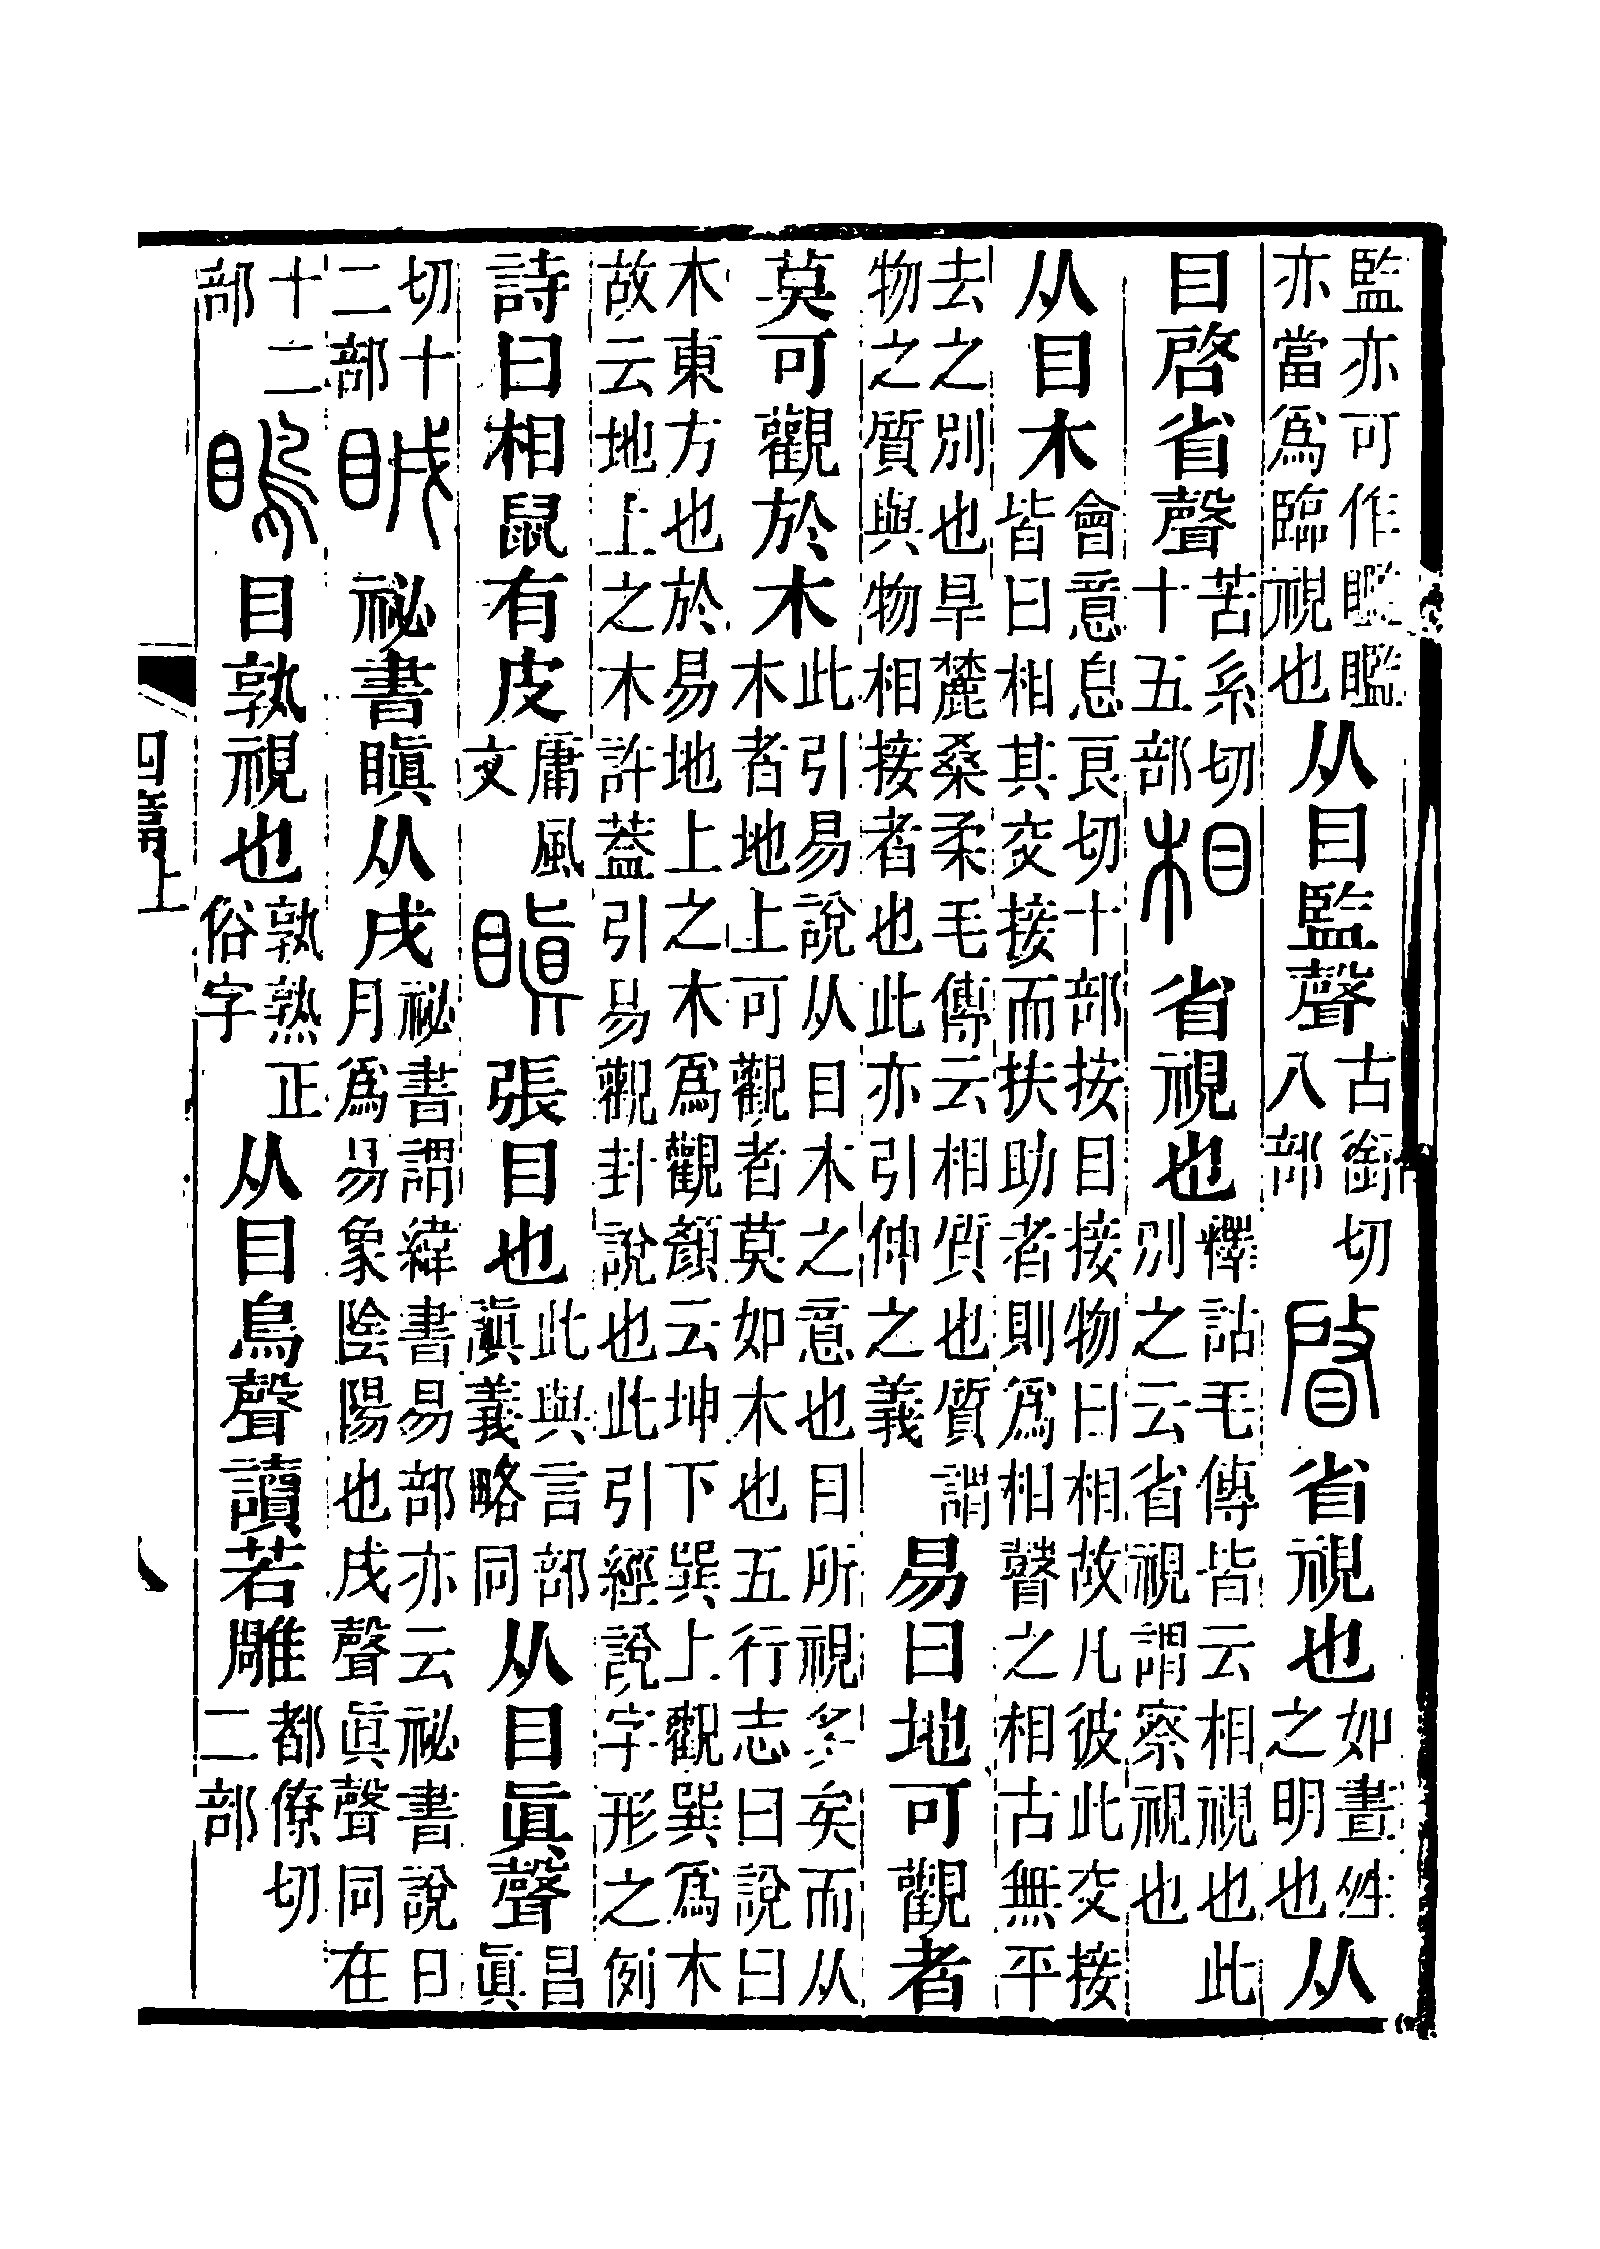 監亦可作
亦當爲臨視也
从目監聲
古銜切
八部
䁈省視也
如晝姓
之明也
从
目啓省聲
苦系切
十五部
相省視也
釋詁毛傳皆云相視也此
別之云省視謂察視也
从目木
會意息良切十部按目接物曰相故凡彼此交接
皆曰相其交接而扶助者則爲相瞽之相古無平
去之別也旱麓桑柔毛傳云相質也質謂
物之質與物相接者也此亦引伸之義
易曰地可觀者
莫可觀於木
此引易說从目木之意也目所視多矣而从
木者地上可觀者莫如木也五行志曰說曰
木東方也於易地上之木爲觀顏云坤下巽上觀巽爲木
故云地上之木許蓋引易觀卦說也此引經說字形之例
詩曰相鼠有皮
庸風
文
瞋張目也
此與言部
謓義略同
从目眞聲
昌
眞
切十
二部
䀏祕書瞋从戌
祕書謂緯書易部亦云祕書說日
月爲易象陰陽也戌聲眞聲同在
十二
部
䳂目孰視也
孰熟正
俗字
从目鳥聲讀若雕
都僚切
二部
四篇上